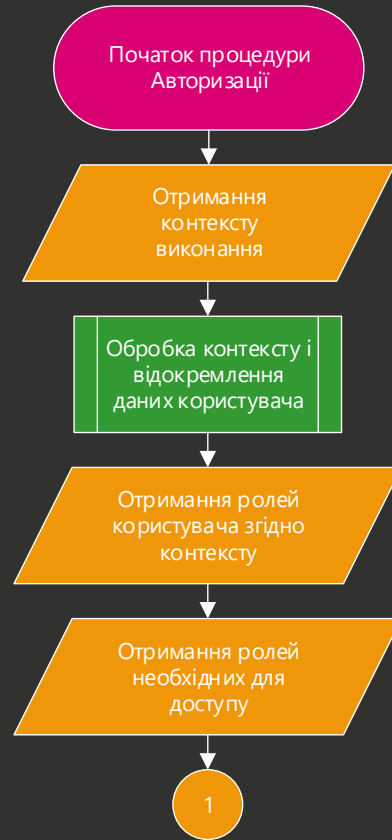 Початок процедури
Авторизації
Отримання
контексту
виконання
Обробка контексту і
відокремлення
даних користувача
Отримання ролей
користувача згідно
контексту
Отримання ролей
необхідних для
доступу
1